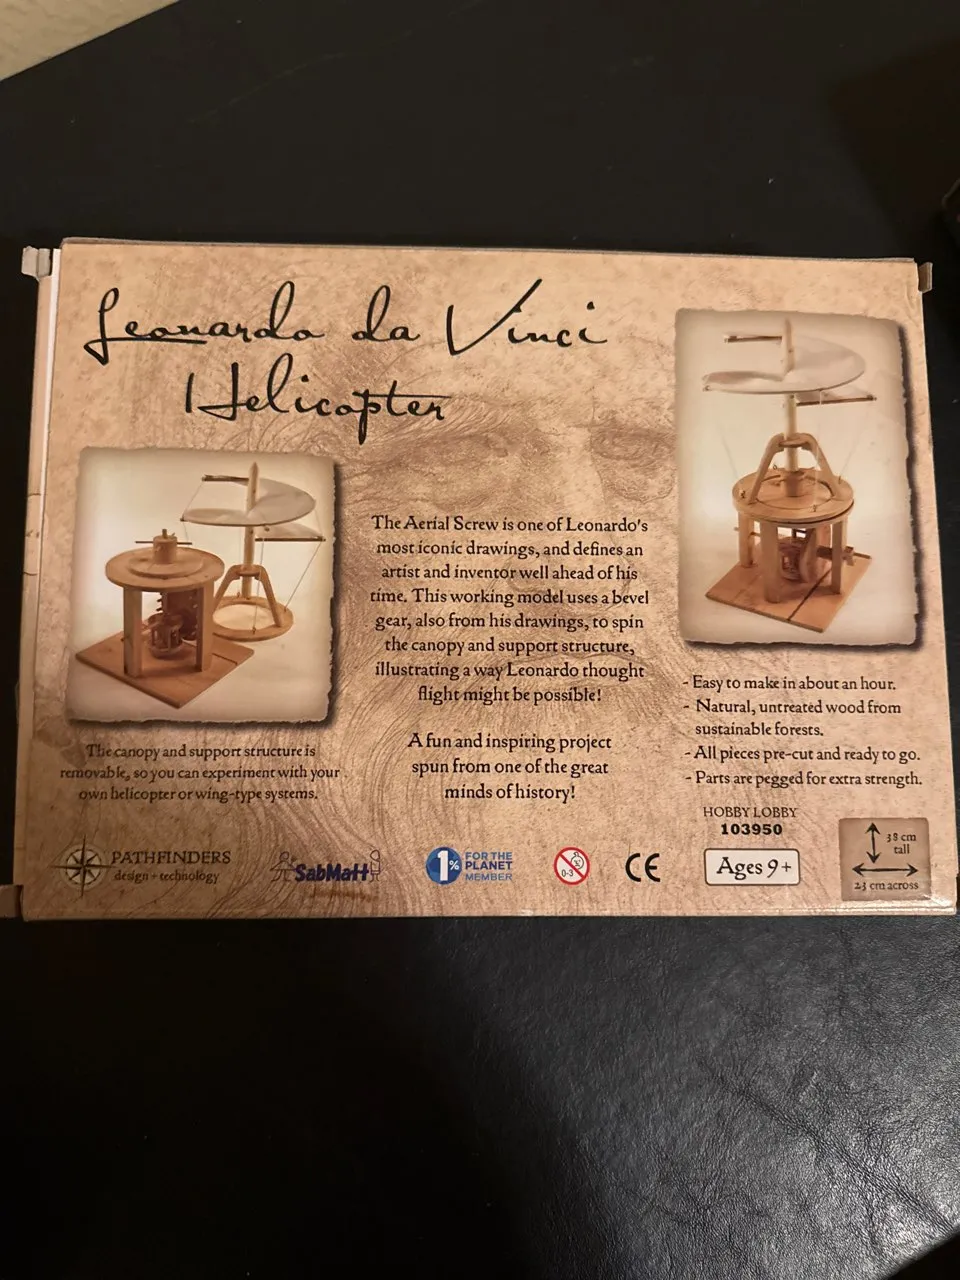 Leonardo da Vinci
Helicopter
The Aerial Screw is one of Leonardo's
most iconic drawings, and defines an
artist and inventor well ahead of his
time. This working model uses a bevel
gear, also from his drawings, to spin
the canopy and support structure,
illustrating a way Leonardo thought
flight might be possible!
A fun and inspiring project
spun from one of the great
minds of history!
The canopy and support structure is
removable, so you can experiment with your
own helicopter or wing-type systems.
- Easy to make in about an hour.
- Natural, untreated wood from
sustainable forests.
- All pieces pre-cut and ready to go.
- Parts are pegged for extra strength.
HOBBY LOBBY
103950
PATHFINDERS
design + technology
SabMatt
1%
FOR THE
PLANET
MEMBER
0-3
CE
Ages 9+
38 cm
tall
23 cm across